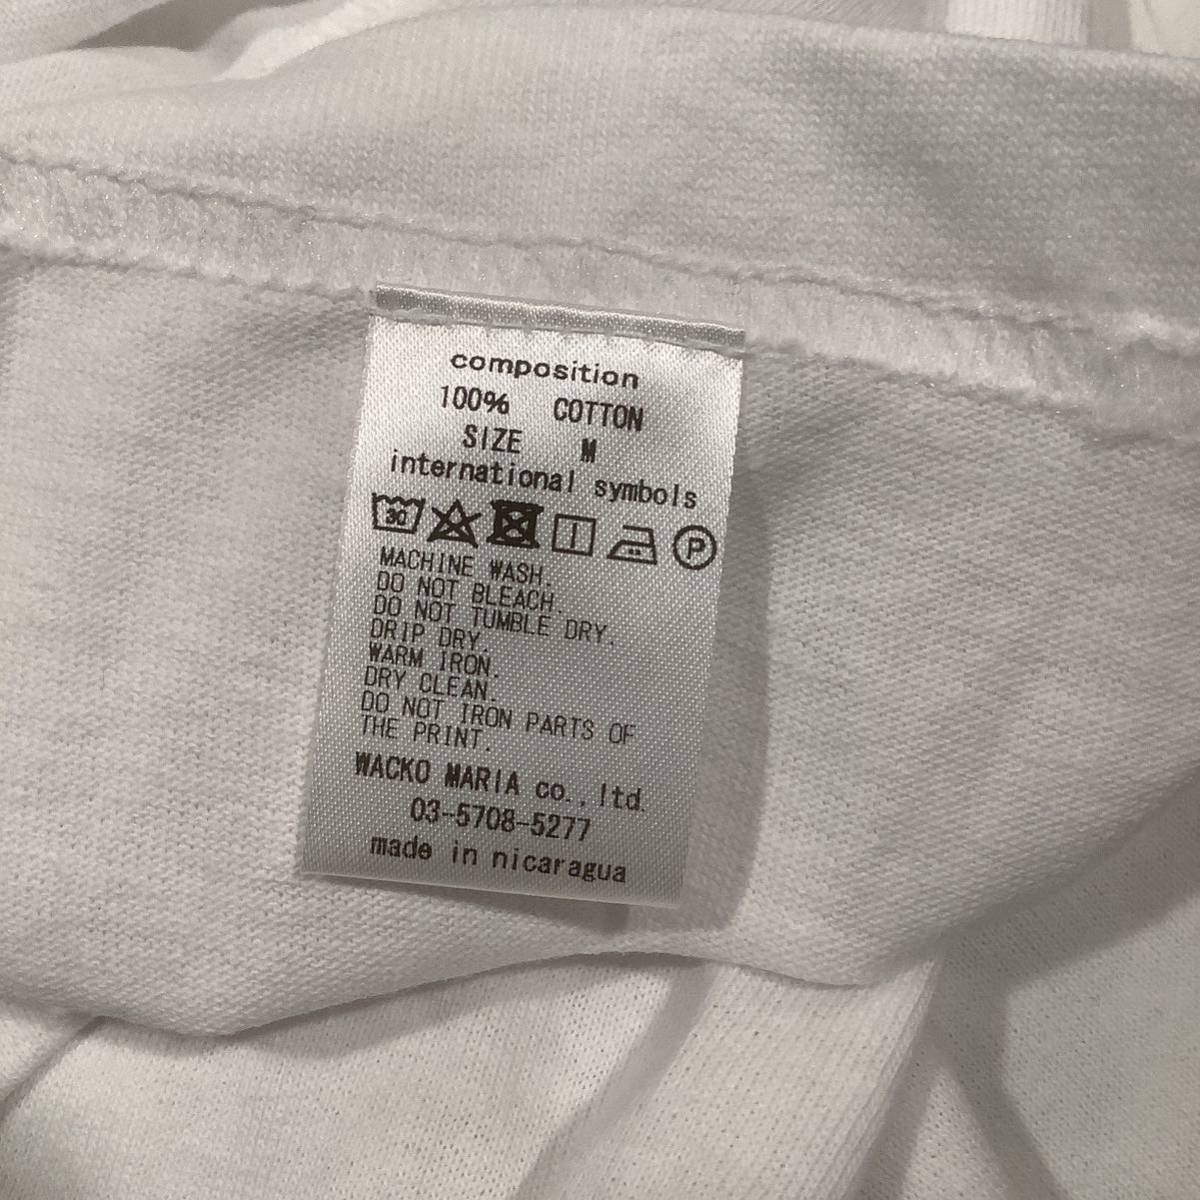 composition
100% COTTON
SIZE M
international symbols
30 P
MACHINE WASH.
DO NOT BLEACH.
DO NOT TUMBLE DRY.
DRIP DRY.
WARM IRON.
DRY CLEAN.
DO NOT IRON PARTS OF
THE PRINT.
WACKO MARIA co.,ltd.
03-5708-5277
made in nicaragua